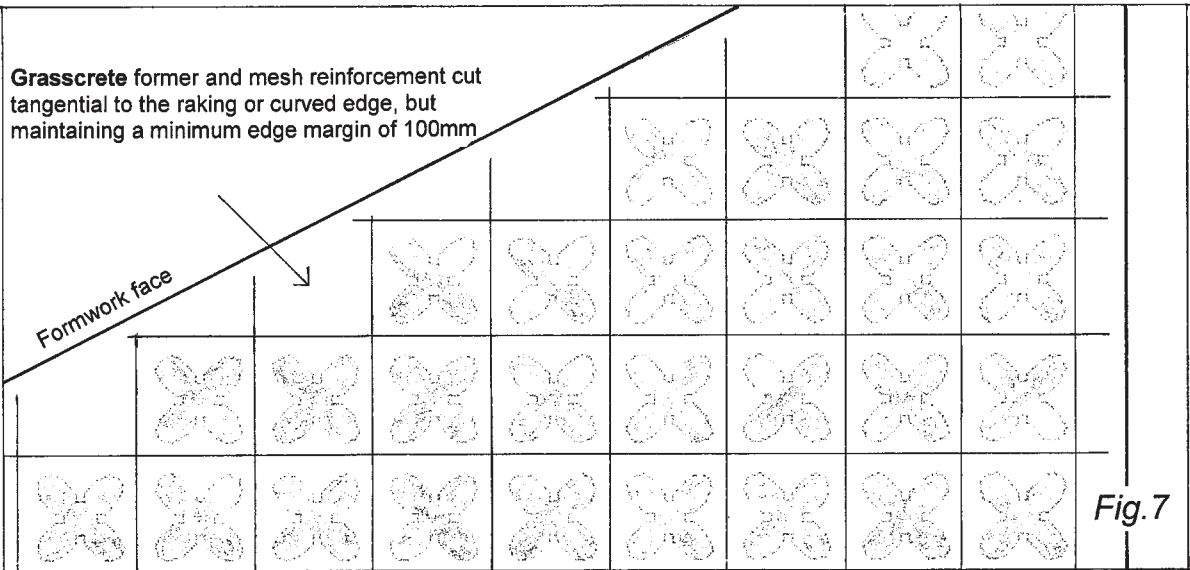 Grasscrete former and mesh reinforcement cut
tangential to the raking or curved edge, but
maintaining a minimum edge margin of 100mm
Formwork face
Fig.7